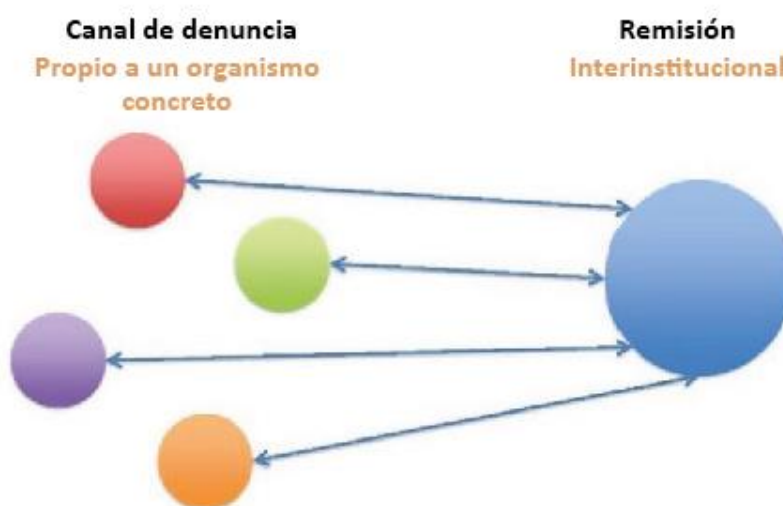 Canal de denuncia
Propio a un organismo
concreto
Remisión
Interinstitucional